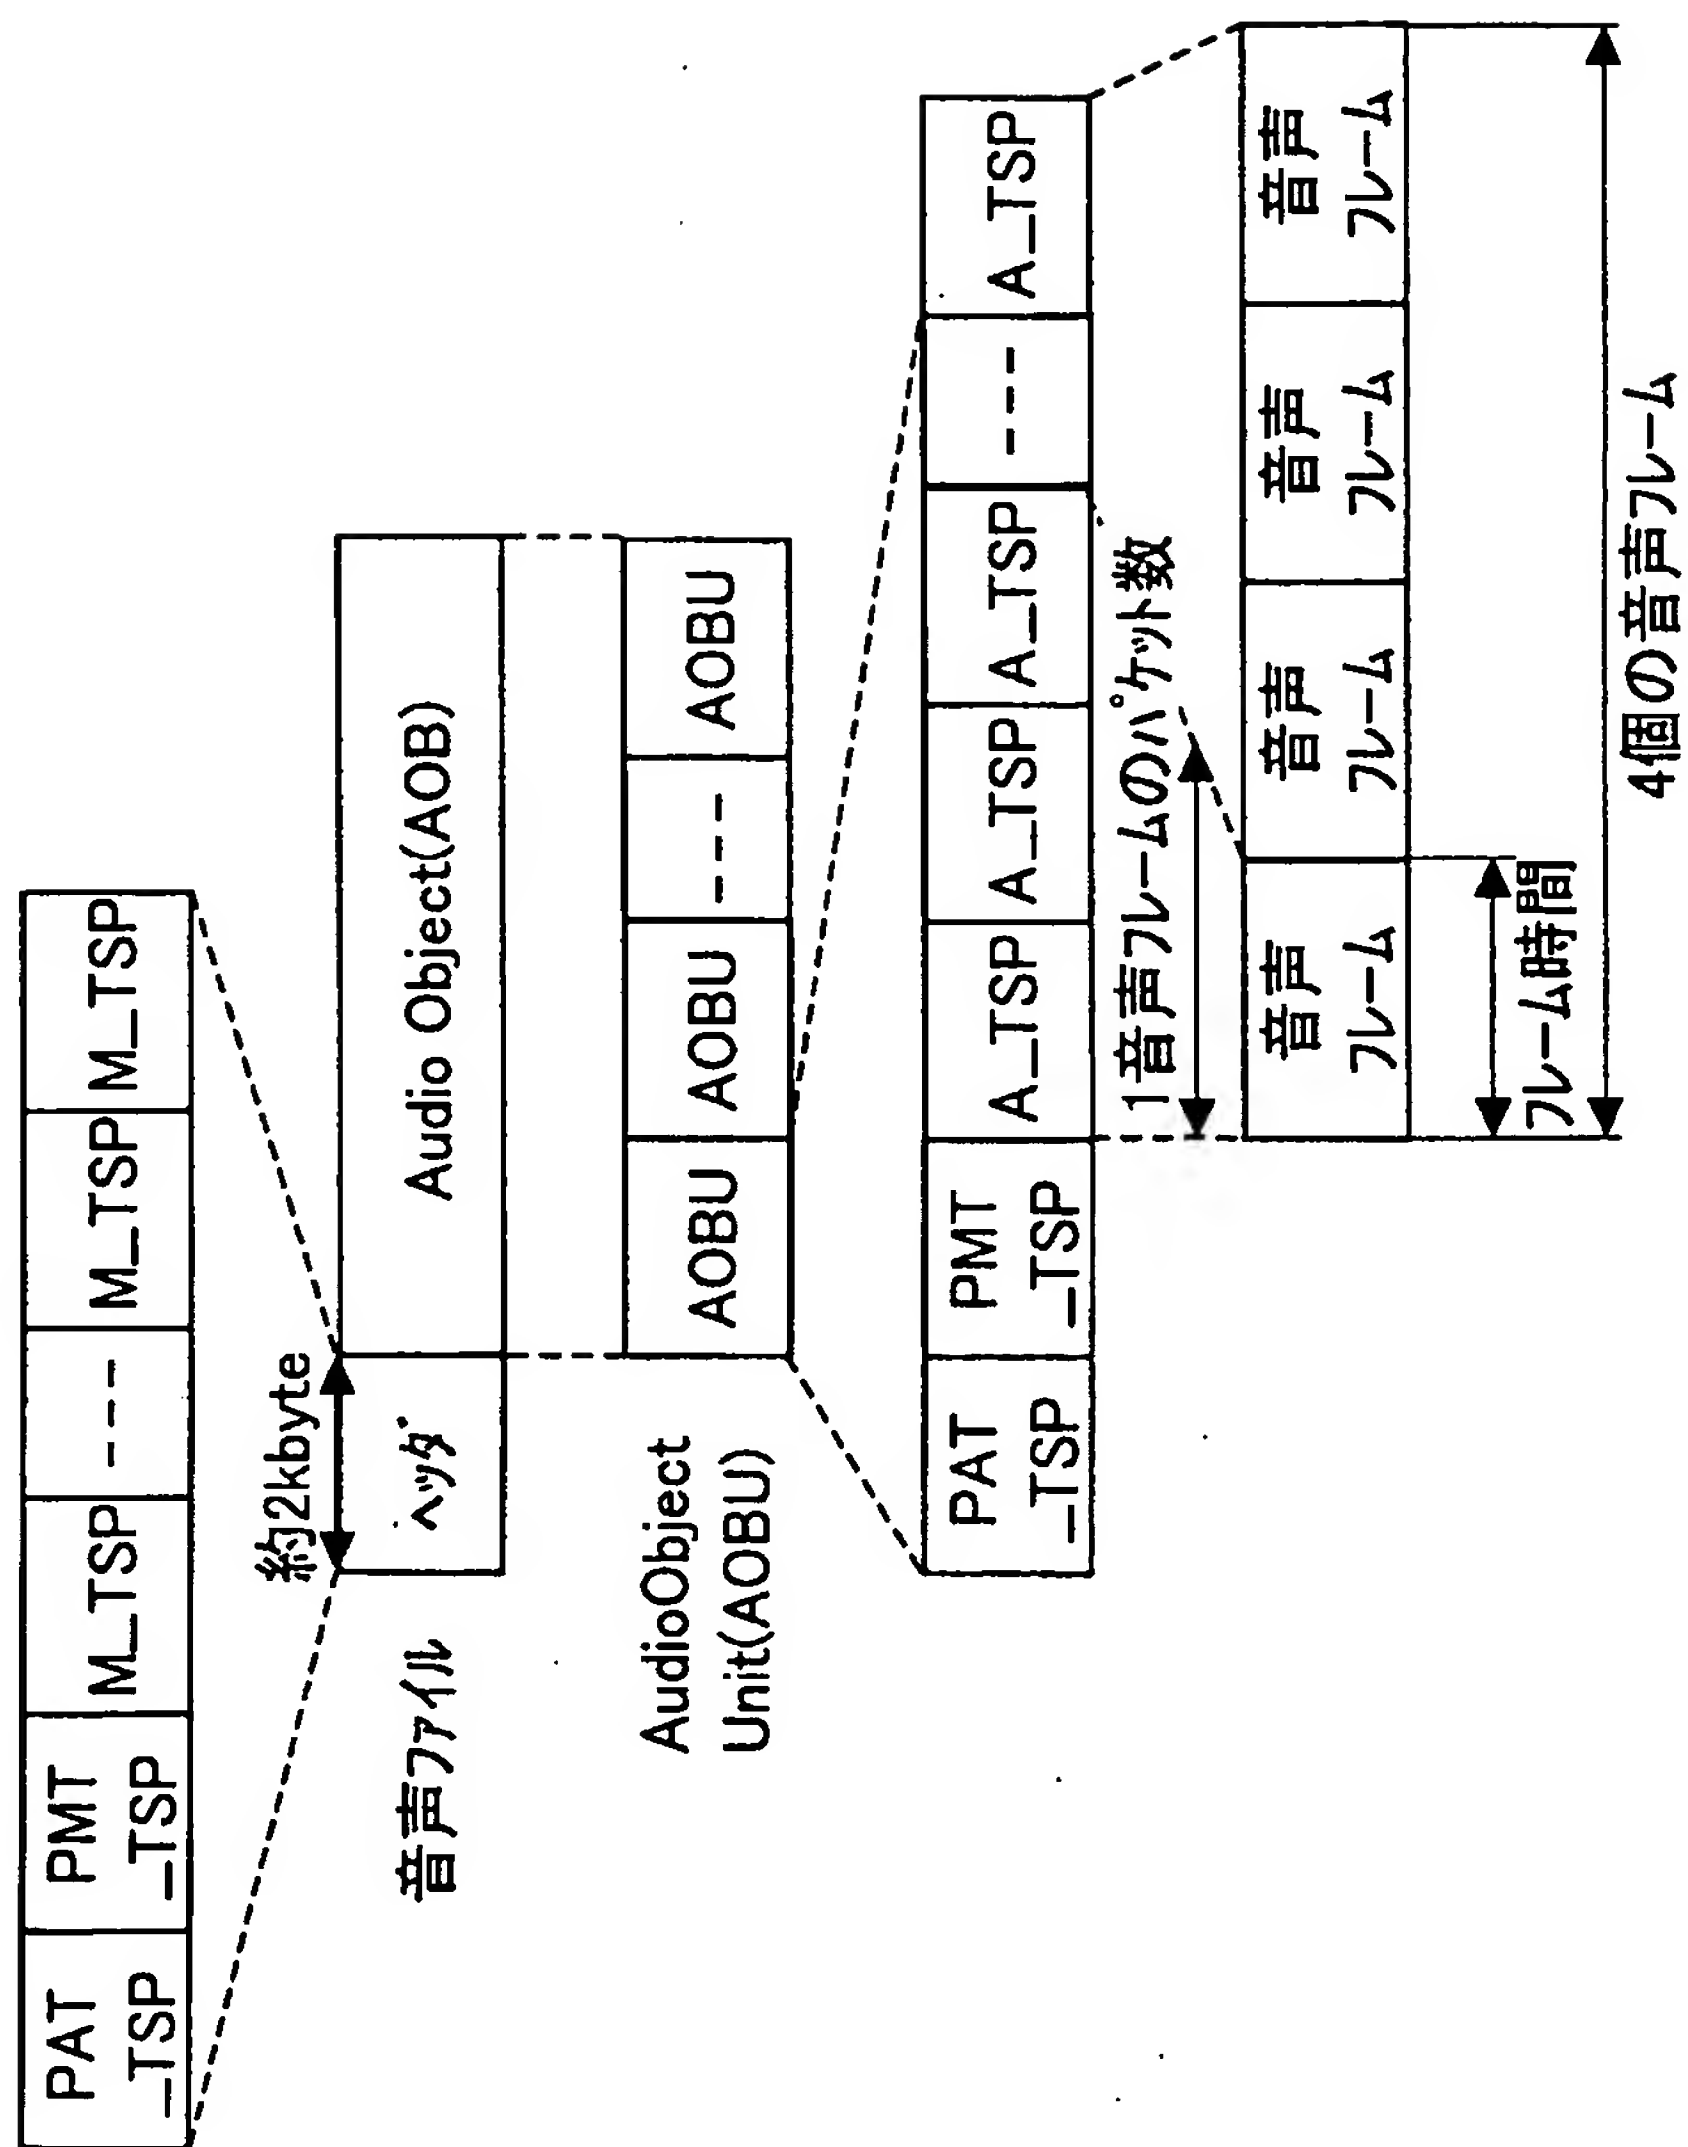 PAT
_TSP
PMT
_TSP
M_TSP
---
M_TSP
M_TSP
約2kbyte
音声ファイル
ヘッダ
Audio Object(AOB)
AudioObject
Unit(AOBU)
AOBU
AOBU
---
AOBU
PAT
_TSP
PMT
_TSP
A_TSP
A_TSP
A_TSP
---
A_TSP
1音声フレームのパケット数
音声
フレーム
音声
フレーム
音声
フレーム
音声
フレーム
フレーム時間
4個の音声フレーム